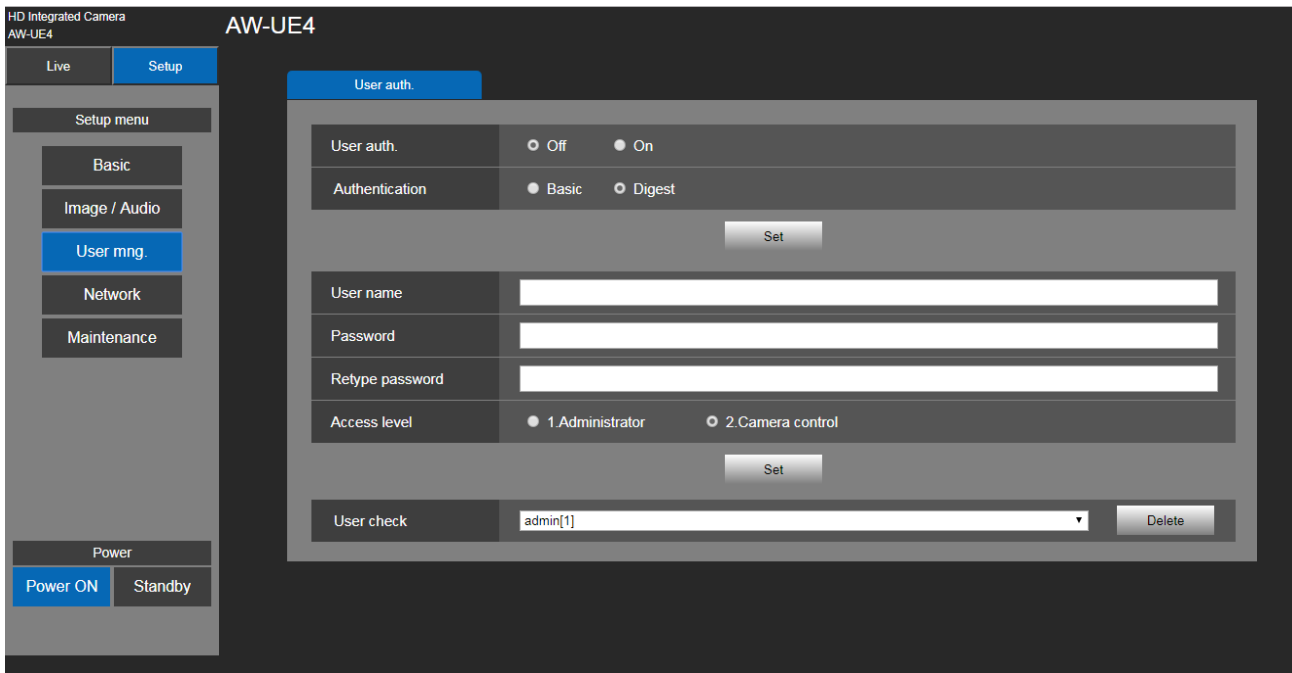 HD Integrated Camera
AW-UE4
AW-UE4
Live
Setup
Setup menu
Basic
Image / Audio
User mng.
Network
Maintenance
Power
Power ON
Standby
User auth.
User auth.
Off
On
Authentication
Basic
Digest
Set
User name
Password
Retype password
Access level
1.Administrator
2.Camera control
Set
User check
admin[1]
Delete